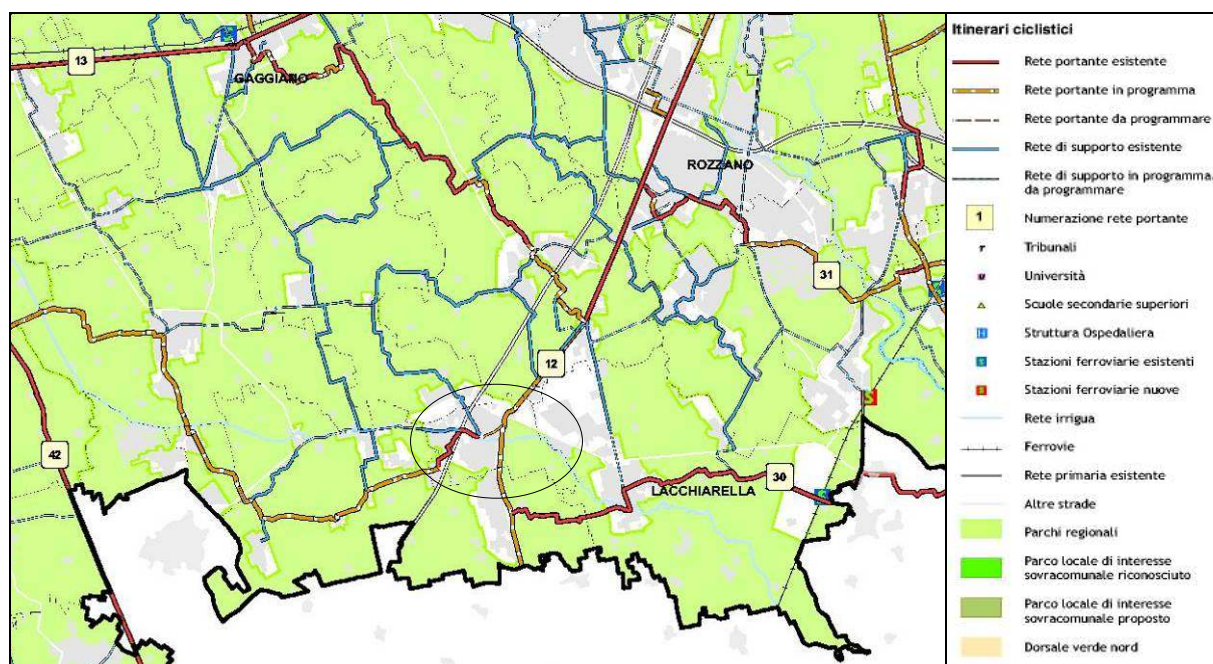 13
GAGGIANO
ROZZANO
31
12
42
LACCHIARELLA
30
Itinerari ciclistici
Rete portante esistente
Rete portante in programma
Rete portante da programmare
Rete di supporto esistente
Rete di supporto in programma,
da programmare
1 Numerazione rete portante
Tribunali
Università
Scuole secondarie superiori
H Struttura Ospedaliera
S Stazioni ferroviarie esistenti
S Stazioni ferroviarie nuove
Rete irrigua
Ferrovie
Rete primaria esistente
Altre strade
Parchi regionali
Parco locale di interesse
sovracomunale riconosciuto
Parco locale di interesse
sovracomunale proposto
Dorsale verde nord